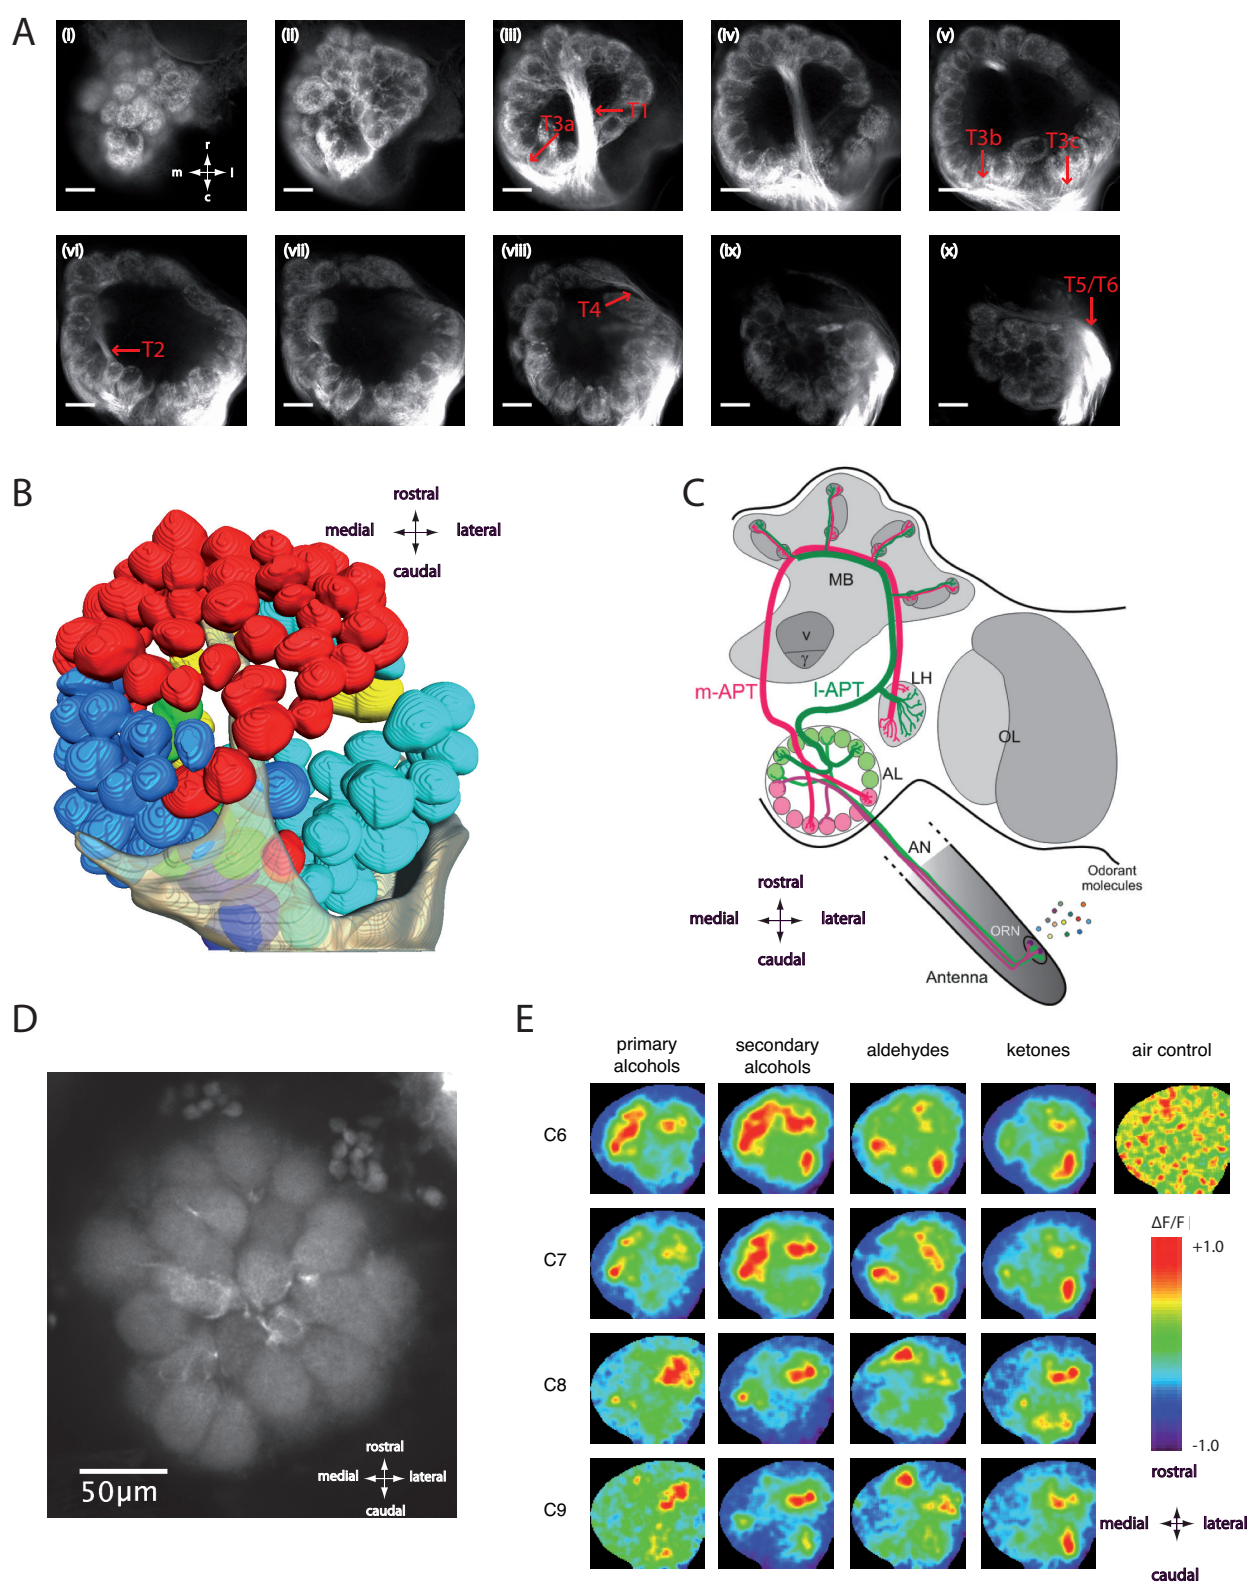 A
(i)
(ii)
(iii)
(iv)
(v)
r
m l
c
T3a
T1
T3b
T3c
(vi)
(vii)
(viii)
(ix)
(x)
T2
T4
T5/T6
B
rostral
medial lateral
caudal
C
MB
v
γ
m-APT
l-APT
LH
OL
AL
AN
Odorant
molecules
rostral
medial lateral
caudal
ORN
Antenna
D
rostral
medial lateral
caudal
50µm
E
primary
alcohols
secondary
alcohols
aldehydes
ketones
air control
C6
C7
C8
C9
ΔF/F
+1.0
-1.0
rostral
medial lateral
caudal